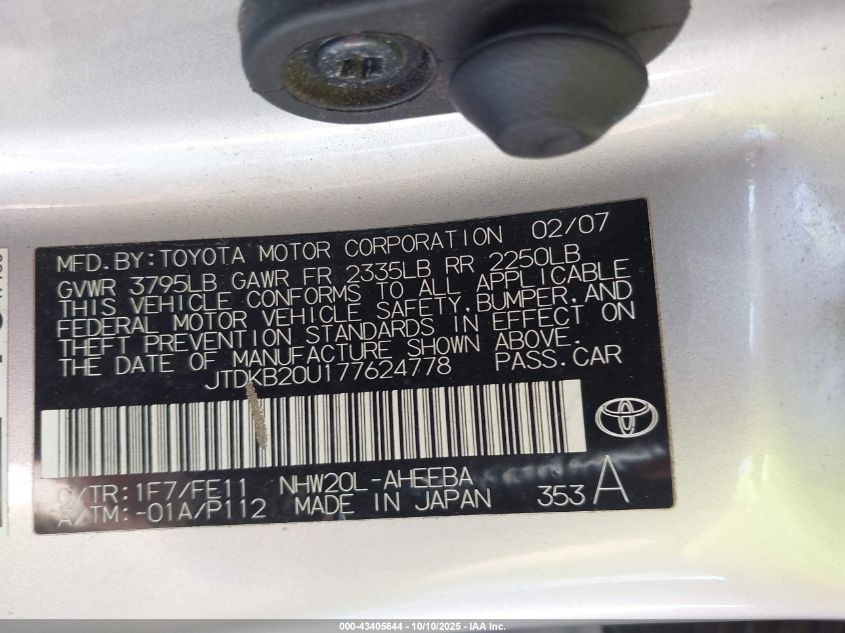 MFD. BY: TOYOTA MOTOR CORPORATION 02/07
GVWR 3795LB GAWR FR 2335LB RR 2250LB
THIS VEHICLE CONFORMS TO ALL APPLICABLE
FEDERAL MOTOR VEHICLE SAFETY, BUMPER, AND
THEFT PREVENTION STANDARDS IN EFFECT ON
THE DATE OF MANUFACTURE SHOWN ABOVE.
JTDKB20U177624778 PASS. CAR
C/TR: 1F7/FE11 NHW20L-AHEEBA
A/TM: -01A/P112 MADE IN JAPAN 353 A
000-43405644 - 10/10/2025 - IAA Inc.